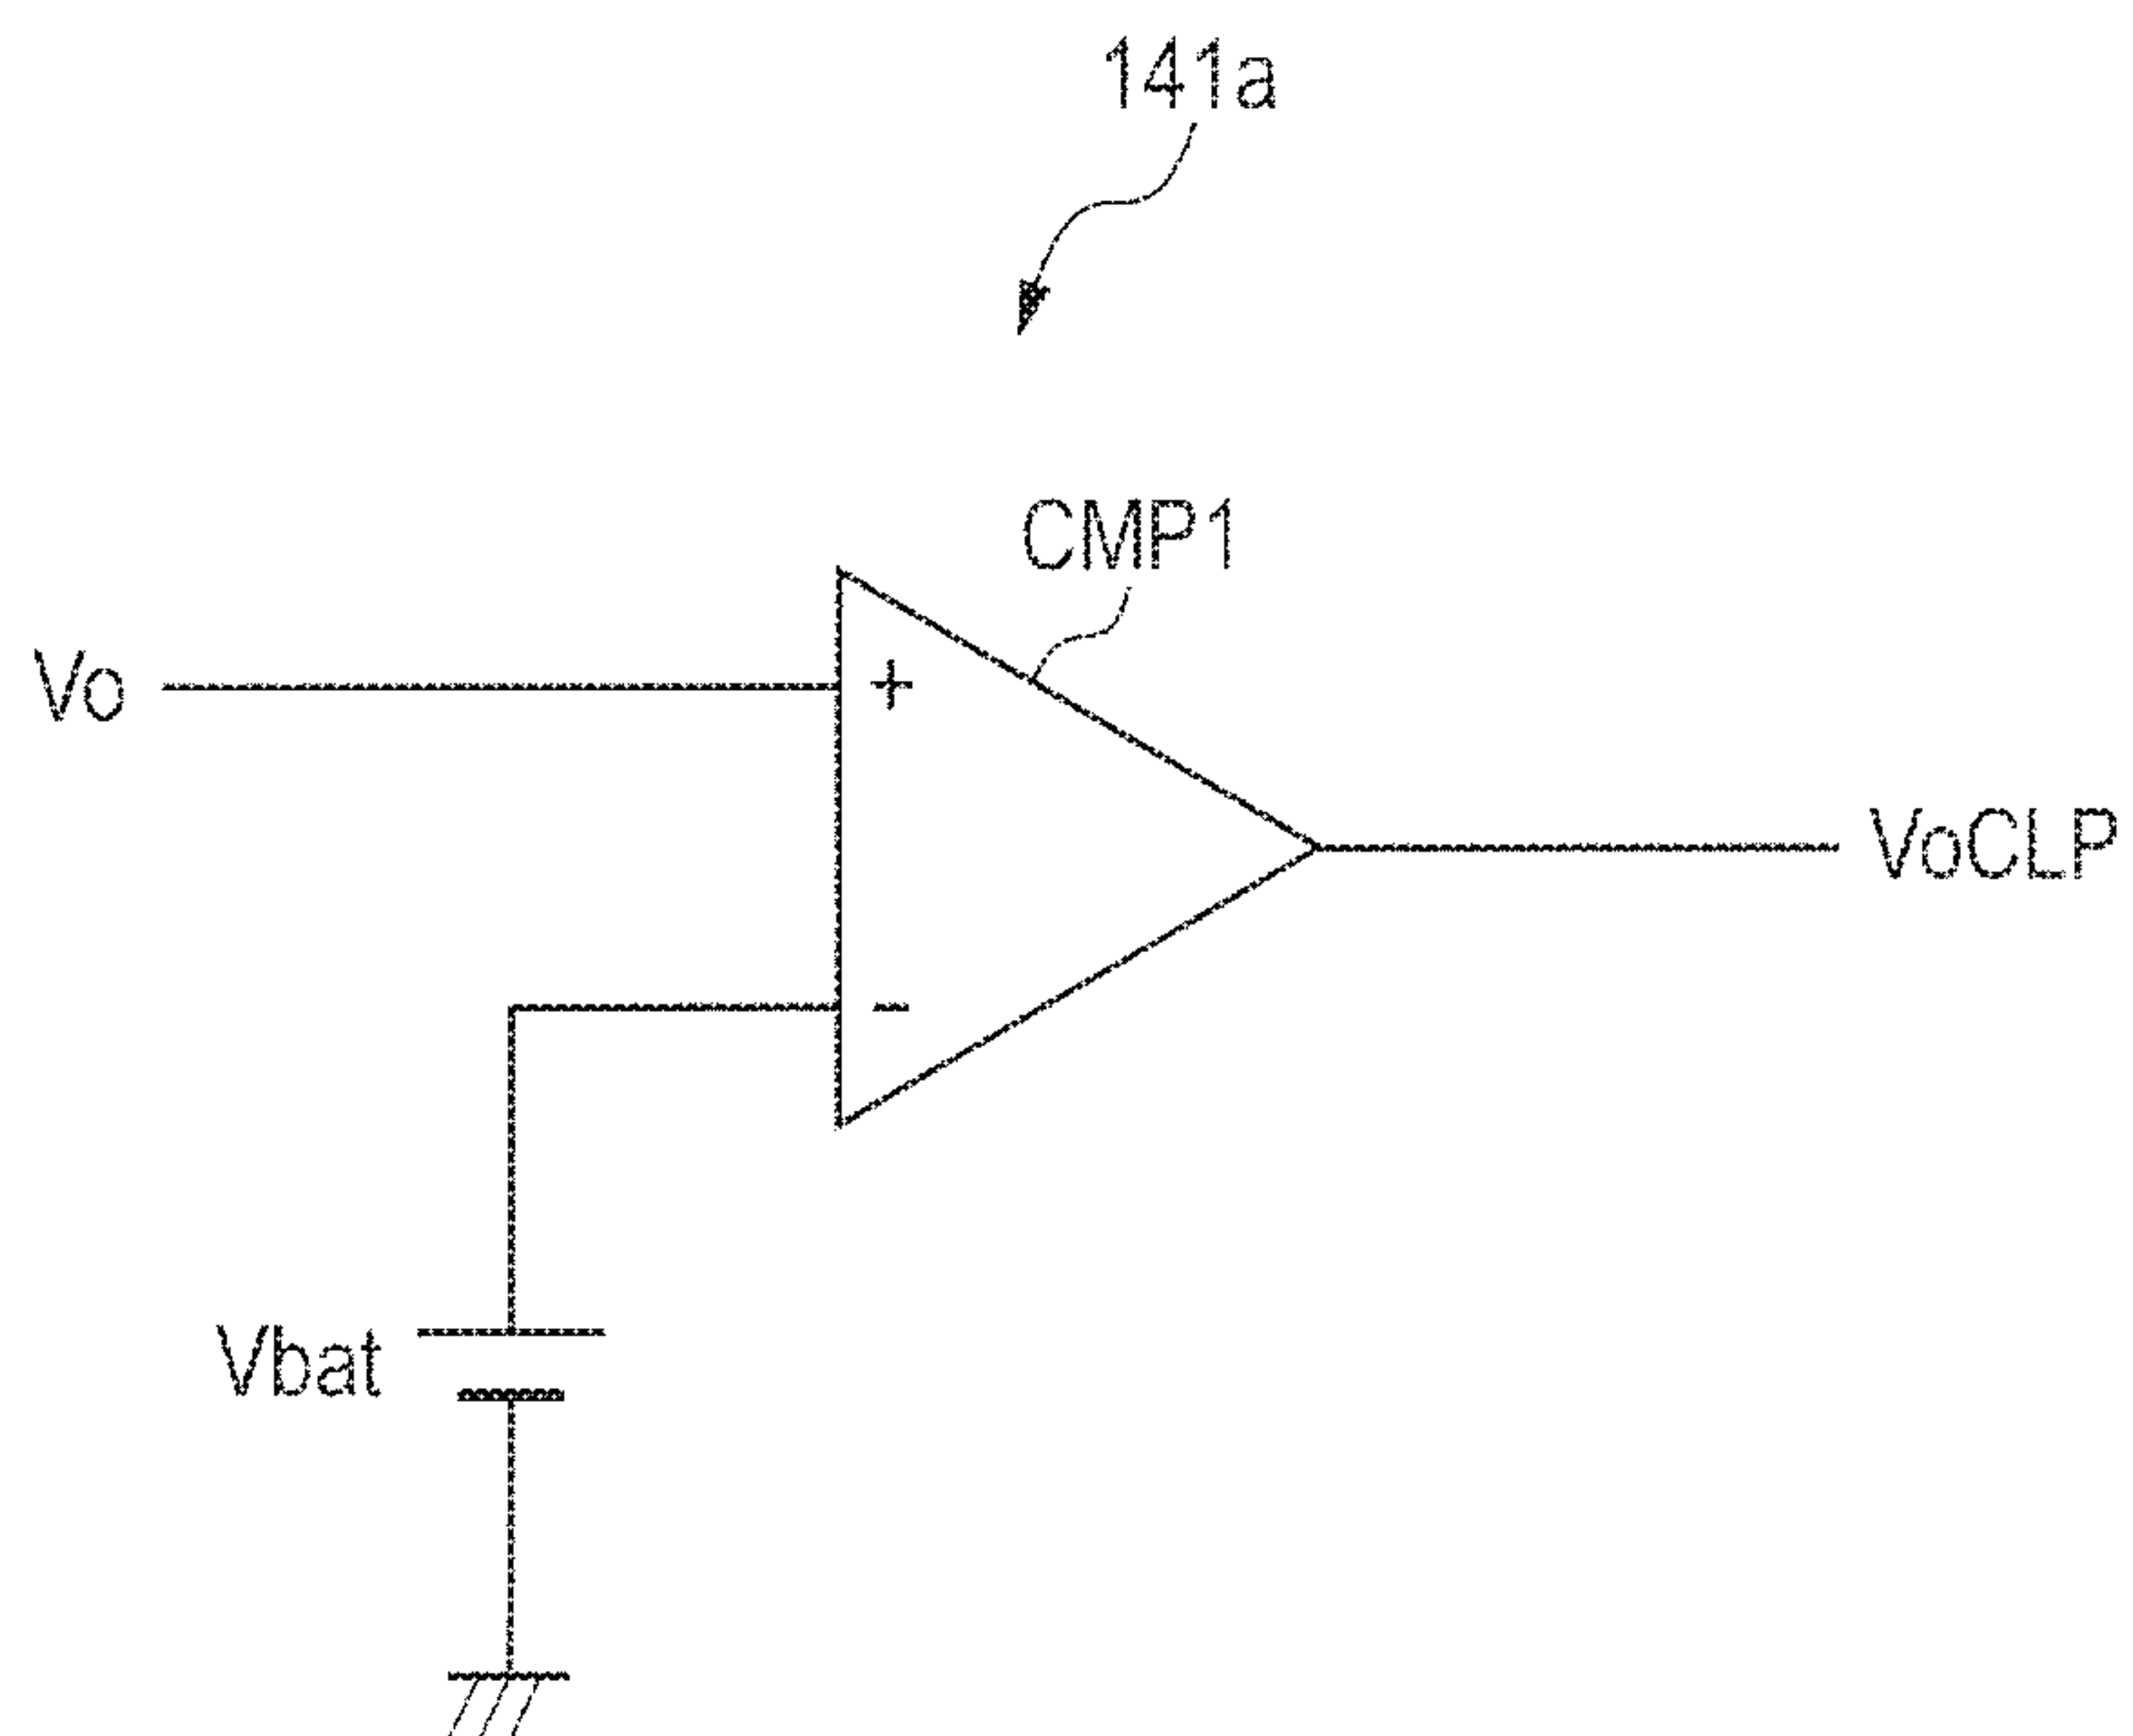 141a
CMP1
Vo
+
VoCLP
-
Vbat